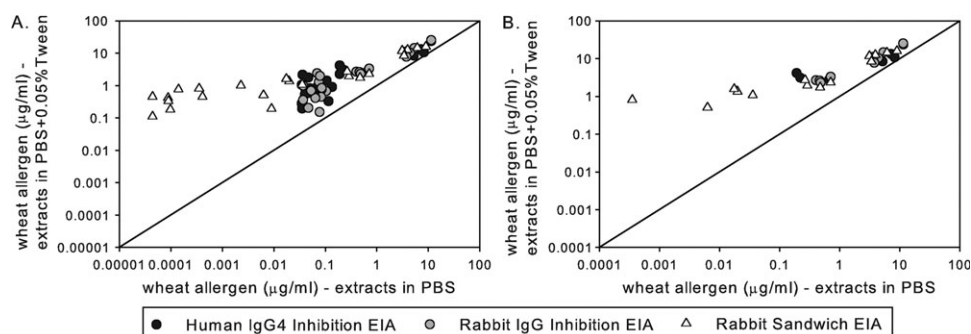 A.
wheat allergen (µg/ml) -
extracts in PBS+0.05%Tween
100
10
1
0.1
0.01
0.001
0.0001
0.00001
0.00001 0.0001 0.001 0.01 0.1 1 10 100
wheat allergen (µg/ml) - extracts in PBS
B.
wheat allergen (µg/ml) -
extracts in PBS+0.05%Tween
100
10
1
0.1
0.01
0.001
0.0001
0.0001 0.001 0.01 0.1 1 10 100
wheat allergen (µg/ml) - extracts in PBS
Human IgG4 Inhibition EIA Rabbit IgG Inhibition EIA Rabbit Sandwich EIA